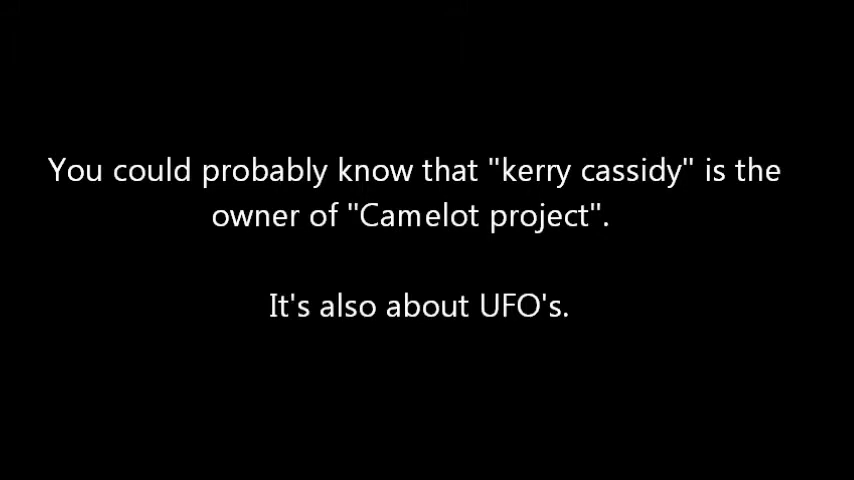 You could probably know that "kerry cassidy" is the
owner of "Camelot project".
It's also about UFO's.